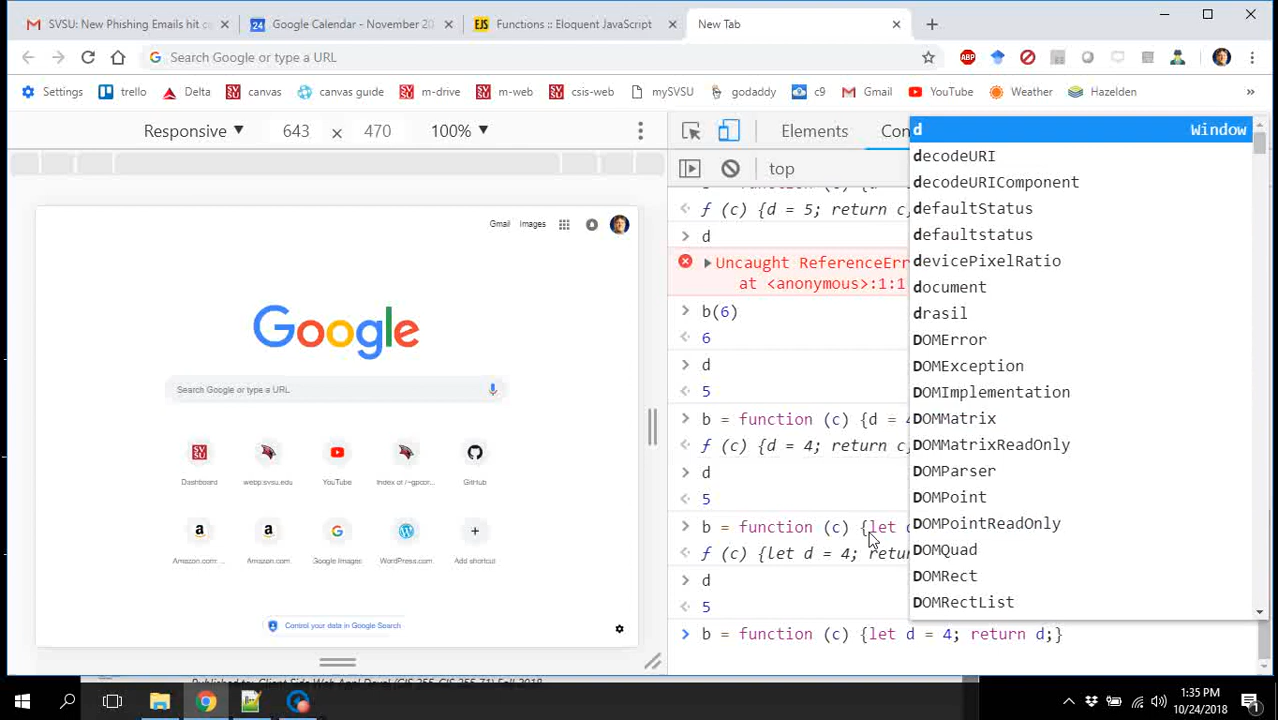 SVSU: New Phishing Emails hit c
Google Calendar - November 20
EJS
Functions :: Eloquent JavaScript
New Tab
Search Google or type a URL
ABP
Settings
trello
Delta
canvas
canvas guide
m-drive
m-web
csis-web
mySVSU
godaddy
c9
Gmail
YouTube
Weather
Hazelden
Responsive
643
×
470
100%
Elements
Con
top
Gmail
Images
Google
Search Google or type a URL
Dashboard
webp.svsu.edu
YouTube
Index of /~gpcor...
GitHub
Amazon.com: ...
Amazon.com
Google Images
WordPress.com
Add shortcut
Control your data in Google Search
ƒ (c) {d = 5; return c
d
Uncaught ReferenceErr
at <anonymous>:1:1
b(6)
6
d
5
b = function (c) {d = 4
ƒ (c) {d = 4; return c
d
5
b = function (c) {let d
ƒ (c) {let d = 4; retur
d
5
b = function (c) {let d = 4; return d;}
d
Window
decodeURI
decodeURIComponent
defaultStatus
defaultstatus
devicePixelRatio
document
drasil
DOMError
DOMException
DOMImplementation
DOMMatrix
DOMMatrixReadOnly
DOMParser
DOMPoint
DOMPointReadOnly
DOMQuad
DOMRect
DOMRectList
1:35 PM
10/24/2018